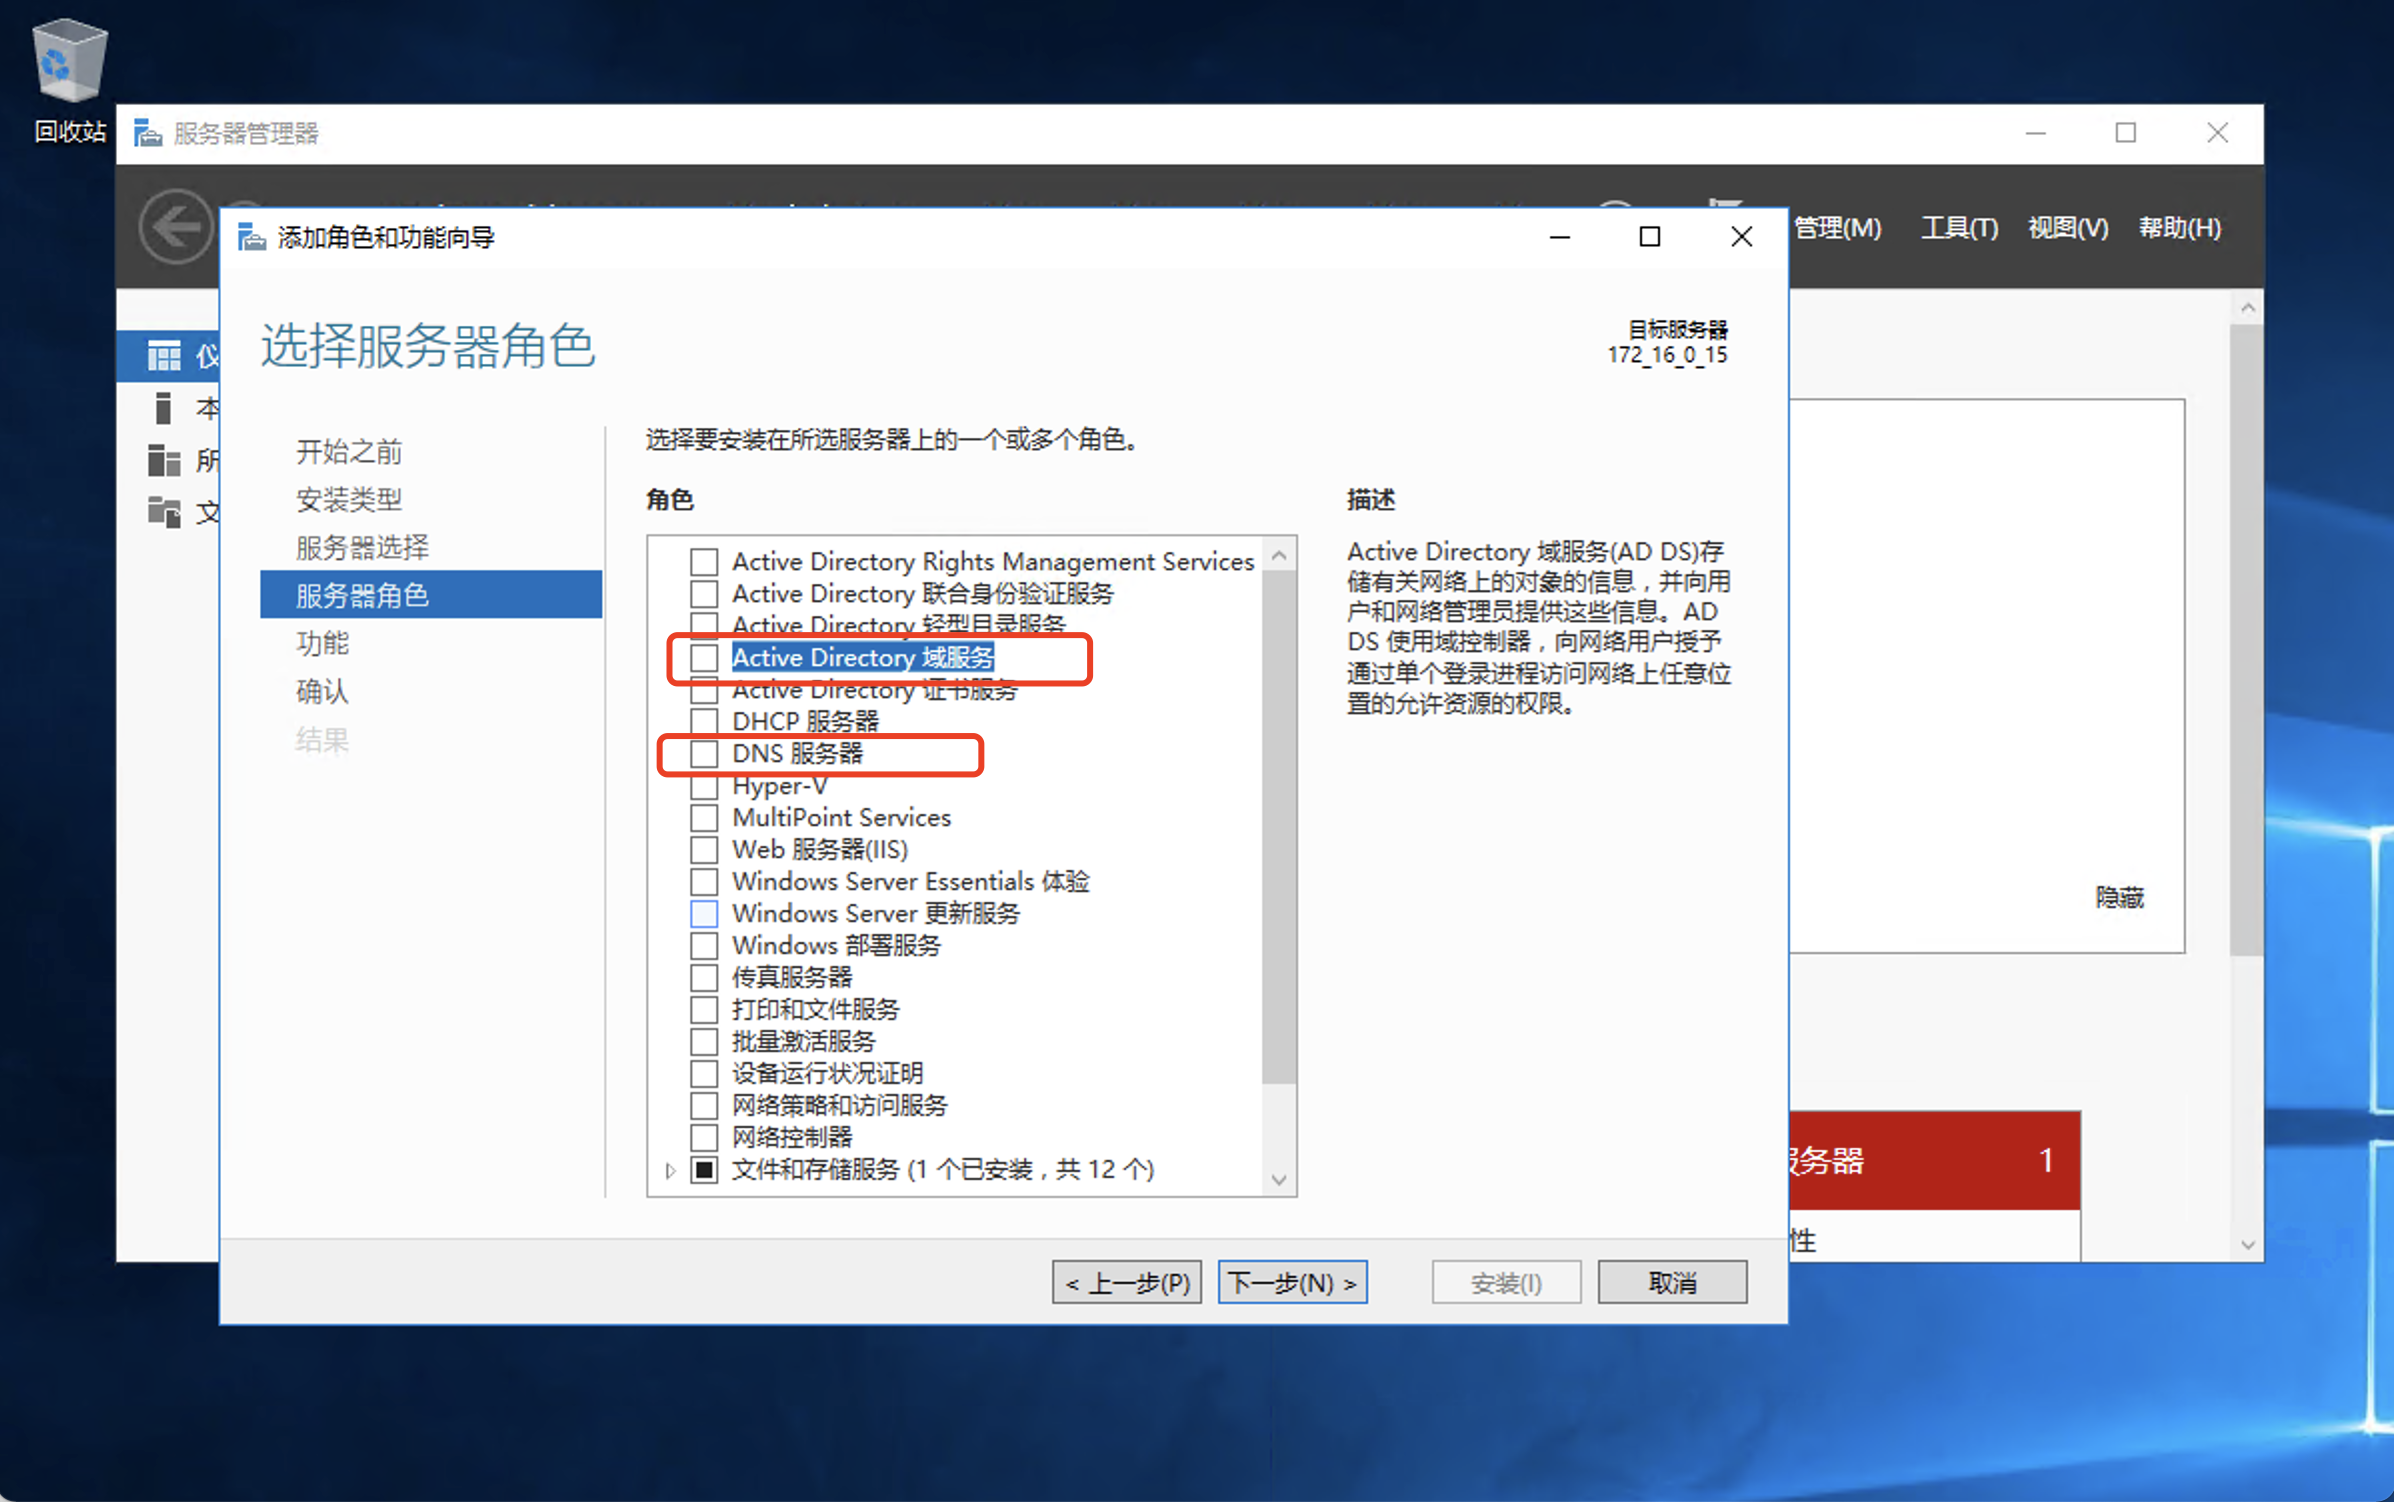 回收站
服务器管理器
管理(M)
工具(T)
视图(V)
帮助(H)
仪
本
所
文
添加角色和功能向导
选择服务器角色
目标服务器
172_16_0_15
开始之前
安装类型
服务器选择
服务器角色
功能
确认
结果
选择要安装在所选服务器上的一个或多个角色。
角色
Active Directory Rights Management Services
Active Directory 联合身份验证服务
Active Directory 轻型目录服务
Active Directory 域服务
Active Directory 证书服务
DHCP 服务器
DNS 服务器
Hyper-V
MultiPoint Services
Web 服务器(IIS)
Windows Server Essentials 体验
Windows Server 更新服务
Windows 部署服务
传真服务器
打印和文件服务
批量激活服务
设备运行状况证明
网络策略和访问服务
网络控制器
文件和存储服务 (1 个已安装，共 12 个)
描述
Active Directory 域服务(AD DS)存
储有关网络上的对象的信息，并向用
户和网络管理员提供这些信息。AD
DS 使用域控制器，向网络用户授予
通过单个登录进程访问网络上任意位
置的允许资源的权限。
隐藏
服务器 1
性
< 上一步(P)
下一步(N) >
安装(I)
取消